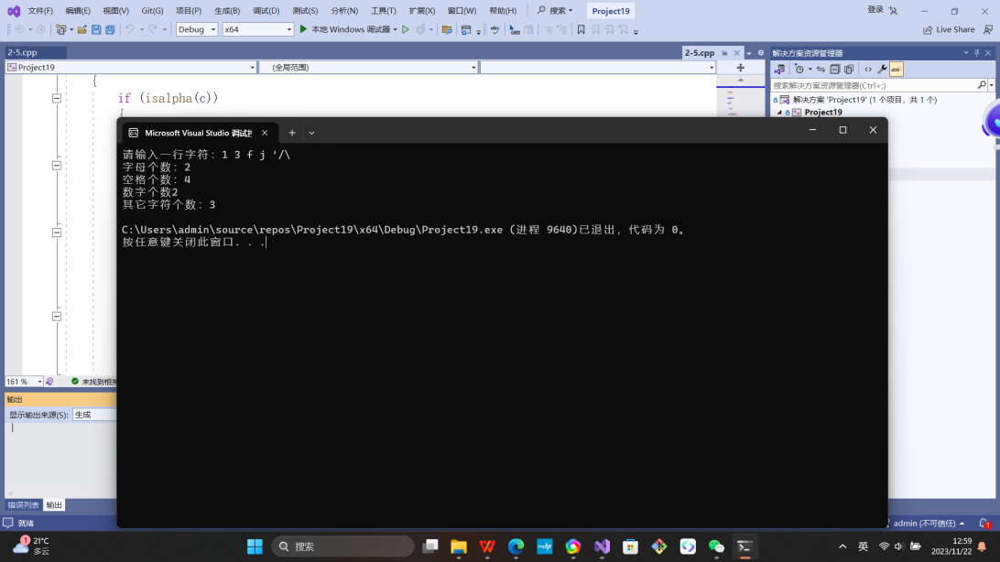 文件(F) 编辑(E) 视图(V) Git(G) 项目(P) 生成(B) 调试(D) 测试(S) 分析(N) 工具(T) 扩展(X) 窗口(W) 帮助(H) 搜索 Project19 登录
Debug x64 本地 Windows 调试器 Live Share
2-5.cpp 2-5.cpp 解决方案资源管理器
Project19 (全局范围)
搜索解决方案资源管理器(Ctrl+;)
{
解决方案 'Project19' (1 个项目，共 1 个)
if (isalpha(c))
Project19
{
Microsoft Visual Studio 调试
请输入一行字符: 1 3 f j '/\
字母个数: 2
空格个数: 4
数字个数2
其它字符个数: 3
C:\Users\admin\source\repos\Project19\x64\Debug\Project19.exe (进程 9640)已退出，代码为 0。
按任意键关闭此窗口. . .
161 % 未找到相关
输出
显示输出来源(S): 生成
错误列表 输出
就绪 admin (不可信任) 1
1 21°C
多云
搜索
英 12:59
2023/11/22